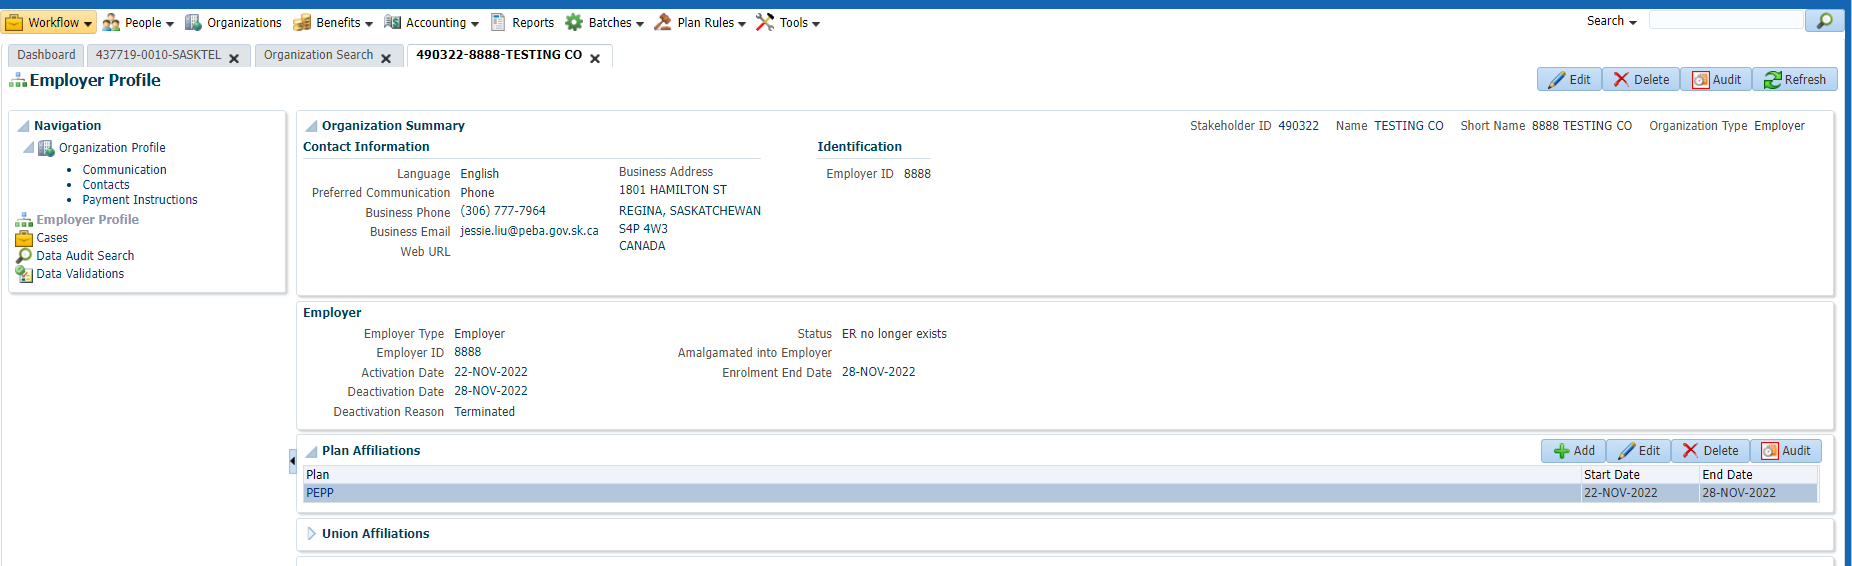 Workflow People Organizations Benefits Accounting Reports Batches Plan Rules Tools Search
Dashboard 437719-0010-SASKTEL Organization Search 490322-8888-TESTING CO
Employer Profile Edit Delete Audit Refresh
Navigation
Organization Profile
Communication
Contacts
Payment Instructions
Employer Profile
Cases
Data Audit Search
Data Validations
Organization Summary Stakeholder ID 490322 Name TESTING CO Short Name 8888 TESTING CO Organization Type Employer
Contact Information
Language English
Preferred Communication Phone
Business Phone (306) 777-7964
Business Email jessie.liu@peba.gov.sk.ca
Web URL
Business Address
1801 HAMILTON ST
REGINA, SASKATCHEWAN
S4P 4W3
CANADA
Identification
Employer ID 8888
Employer
Employer Type Employer
Employer ID 8888
Activation Date 22-NOV-2022
Deactivation Date 28-NOV-2022
Deactivation Reason Terminated
Status ER no longer exists
Amalgamated into Employer
Enrolment End Date 28-NOV-2022
Plan Affiliations Add Edit Delete Audit
Plan Start Date End Date
PEPP 22-NOV-2022 28-NOV-2022
Union Affiliations